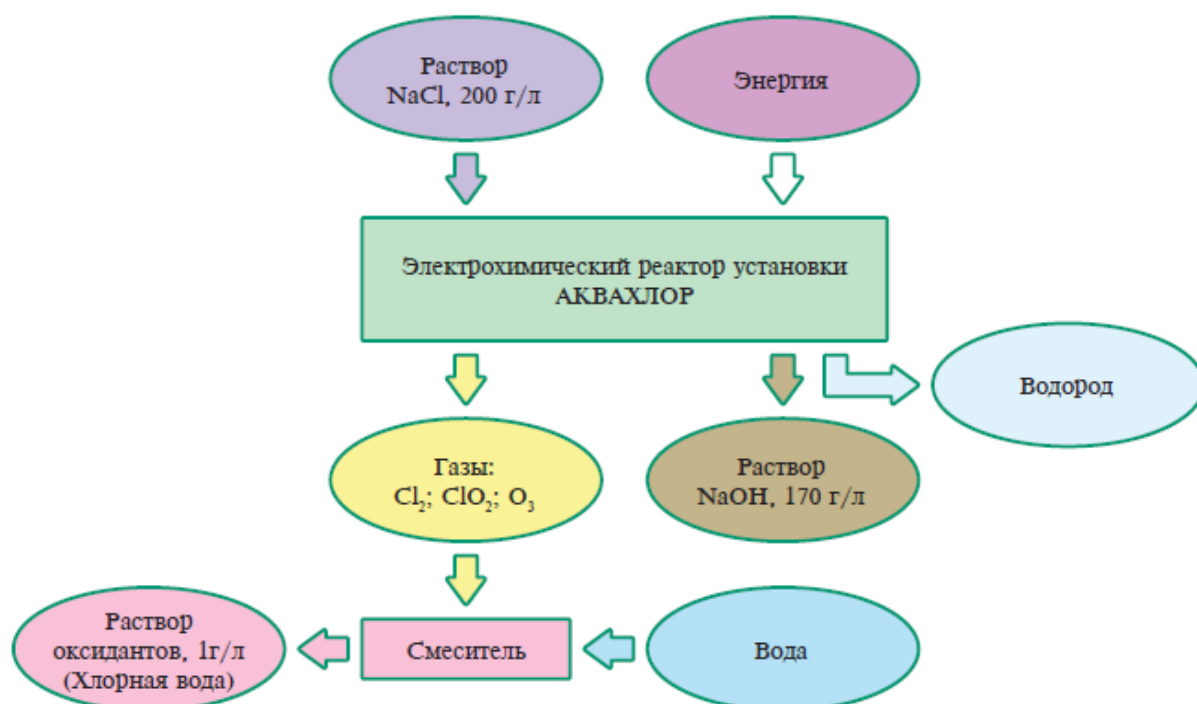 Раствор
NaCl, 200 г/л
Энергия
Электрохимический реактор установки
АКВАХЛОР
Водород
Газы:
Cl₂; ClO₂; O₃
Раствор
NaOH, 170 г/л
Раствор
оксидантов, 1г/л
(Хлорная вода)
Смеситель
Вода